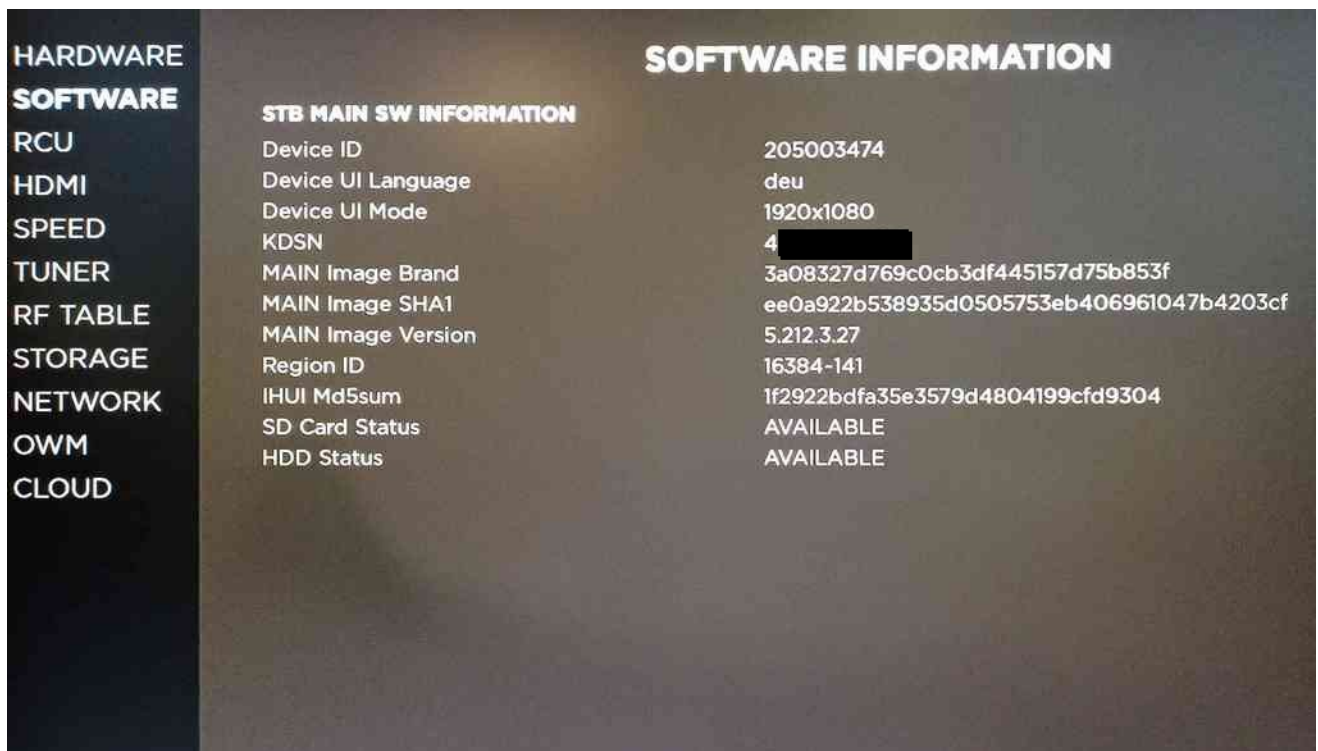 HARDWARE
SOFTWARE
RCU
HDMI
SPEED
TUNER
RF TABLE
STORAGE
NETWORK
OWM
CLOUD
SOFTWARE INFORMATION
STB MAIN SW INFORMATION
Device ID 205003474
Device UI Language deu
Device UI Mode 1920x1080
KDSN 4
MAIN Image Brand 3a08327d769c0cb3df445157d75b853f
MAIN Image SHA1 ee0a922b538935d0505753eb406961047b4203cf
MAIN Image Version 5.212.3.27
Region ID 16384-141
IHUI Md5sum 1f2922bdfa35e3579d4804199cfd9304
SD Card Status AVAILABLE
HDD Status AVAILABLE